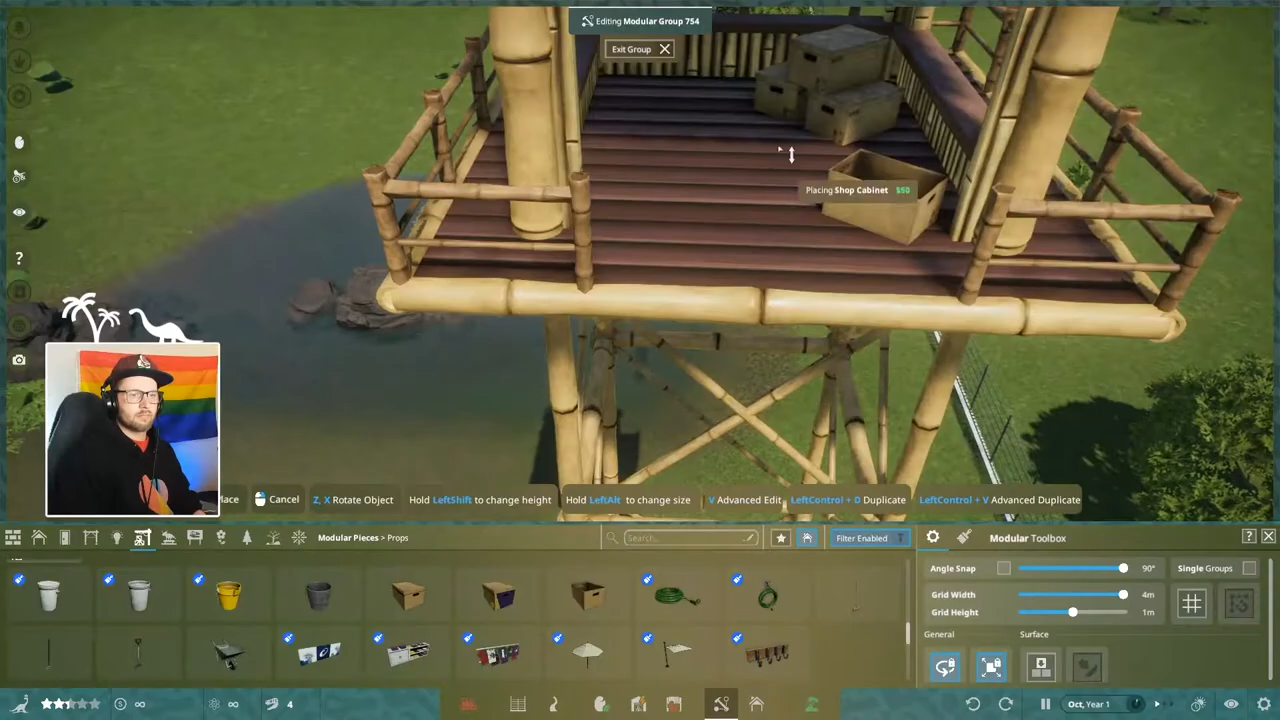 Editing Modular Group 754
Exit Group
Placing Shop Cabinet $50
lace
Cancel
Z, X Rotate Object
Hold LeftShift to change height
Hold LeftAlt to change size
V Advanced Edit
LeftControl + D Duplicate
LeftControl + V Advanced Duplicate
Modular Pieces > Props
Search...
Filter Enabled
Modular Toolbox
?
Angle Snap
90°
Single Groups
Grid Width
4m
Grid Height
1m
General
Surface
4
Oct, Year 1